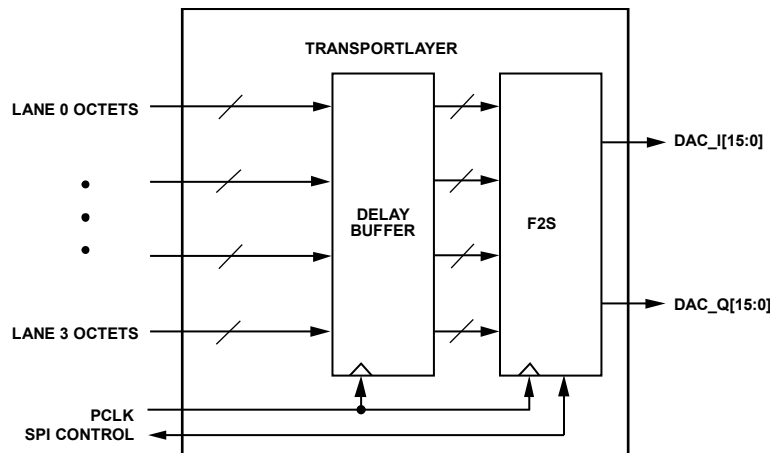 TRANSPORTLAYER
LANE 0 OCTETS
DAC_I[15:0]
DELAY
BUFFER
F2S
DAC_Q[15:0]
LANE 3 OCTETS
PCLK
SPI CONTROL